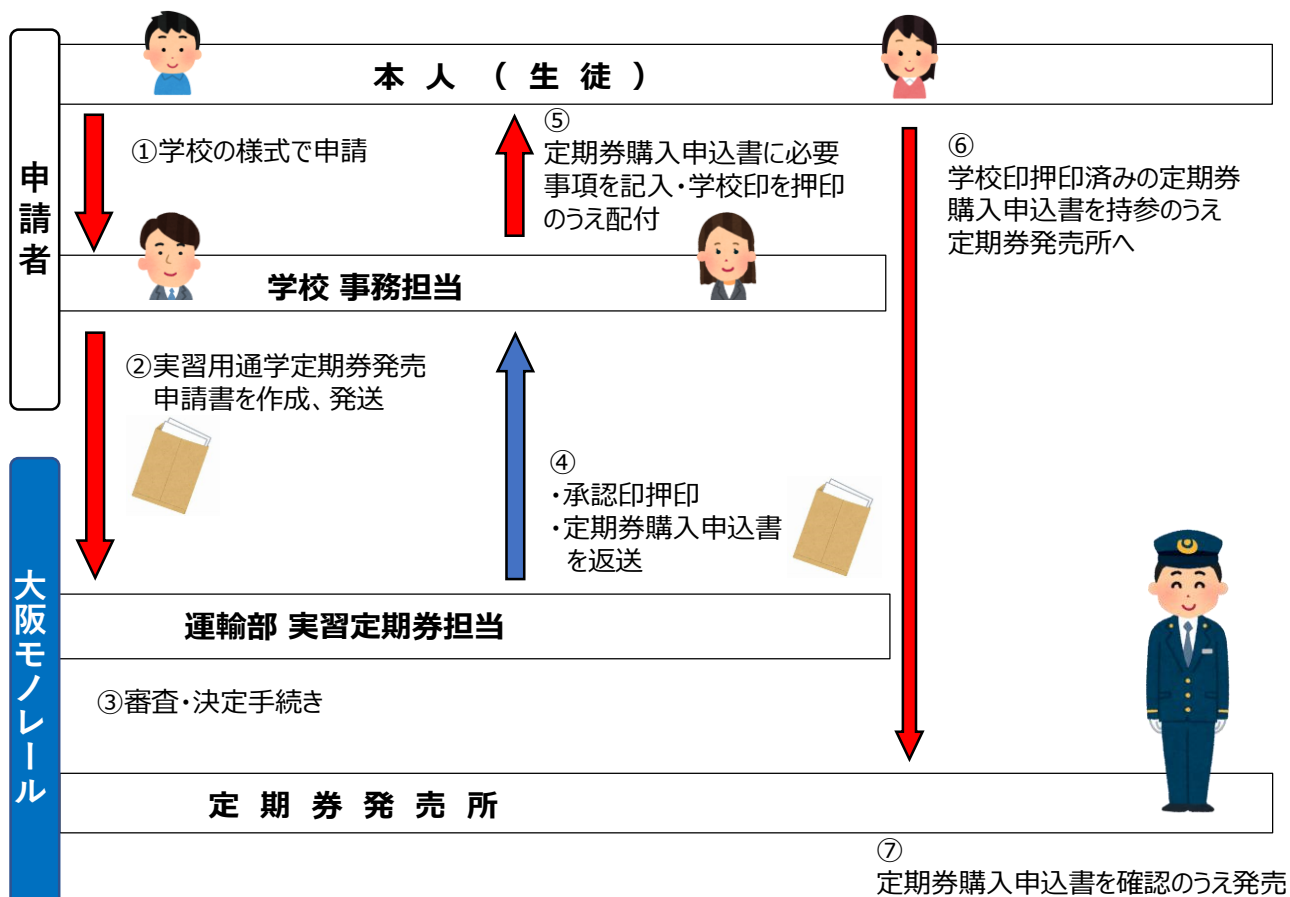 申請者
本人(生徒)
①学校の様式で申請
⑤
定期券購入申込書に必要
事項を記入・学校印を押印
のうえ配付
⑥
学校印押印済みの定期券
購入申込書を持参のうえ
定期券発売所へ
学校 事務担当
②実習用通学定期券発売
申請書を作成、発送
④
・承認印押印
・定期券購入申込書
を返送
大阪モノレール
運輸部 実習定期券担当
③審査・決定手続き
定期券発売所
⑦
定期券購入申込書を確認のうえ発売